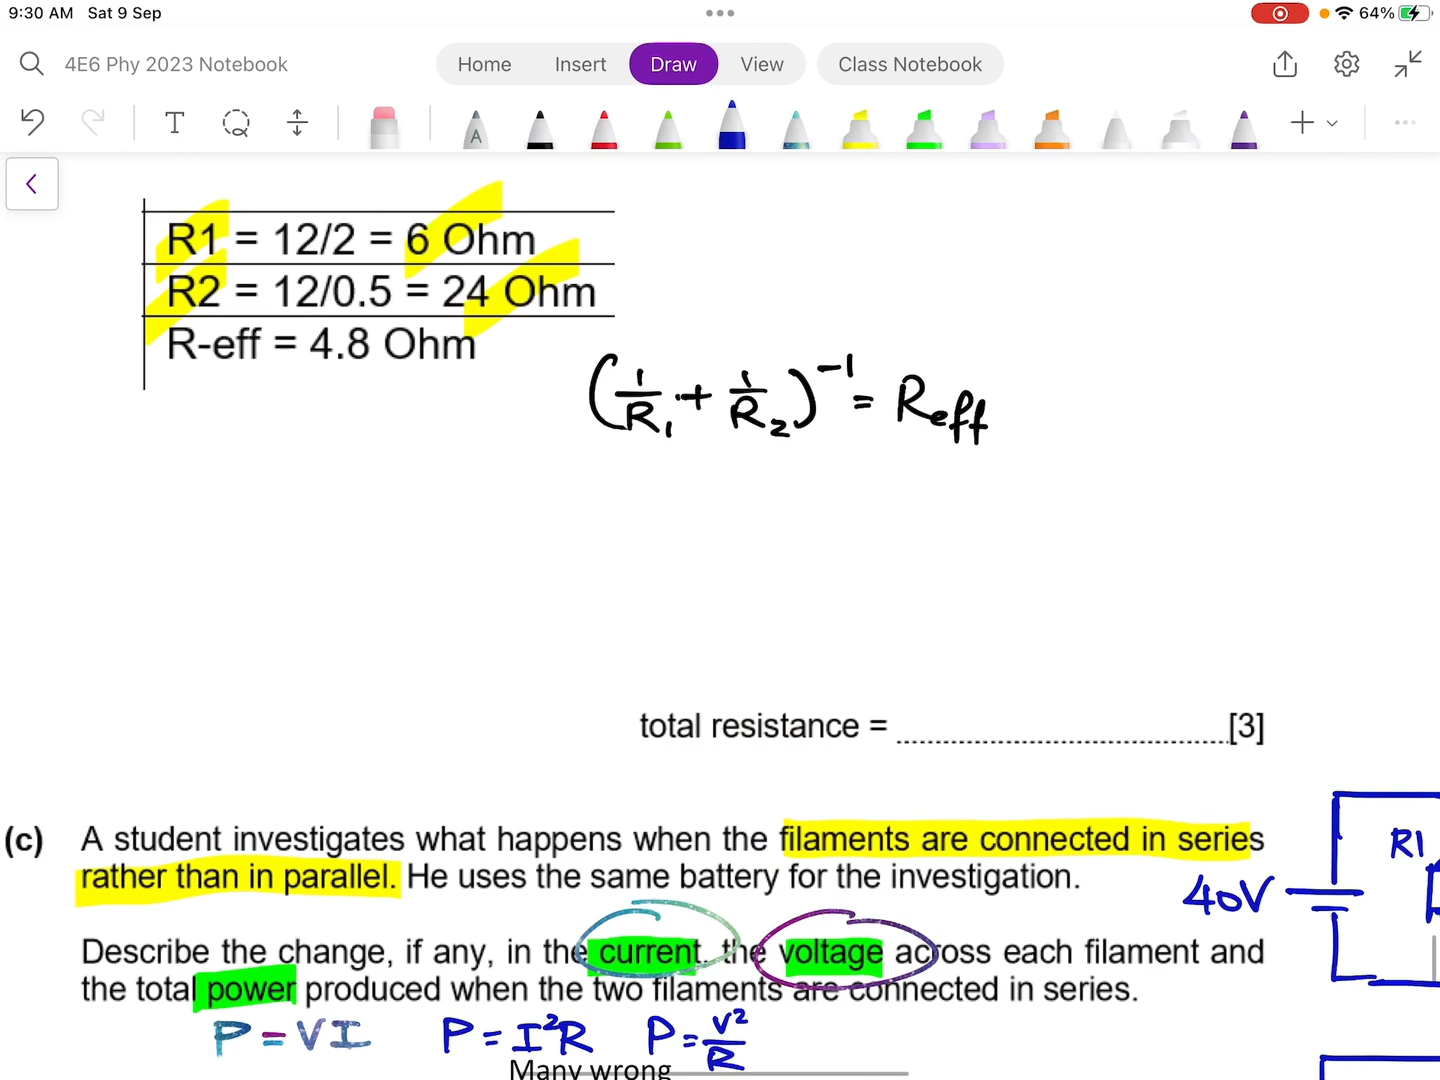 9:30 AM Sat 9 Sep
64%
4E6 Phy 2023 Notebook
Home Insert Draw View Class Notebook
T
A
R1 = 12/2 = 6 Ohm
R2 = 12/0.5 = 24 Ohm
R-eff = 4.8 Ohm
(1/R₁ + 1/R₂)⁻¹ = Reff
total resistance = ........................................[3]
(c) A student investigates what happens when the filaments are connected in series
rather than in parallel. He uses the same battery for the investigation.
R1
40V
Describe the change, if any, in the current, the voltage across each filament and
the total power produced when the two filaments are connected in series.
P = VI P = I²R P = V²/R
Many wrong